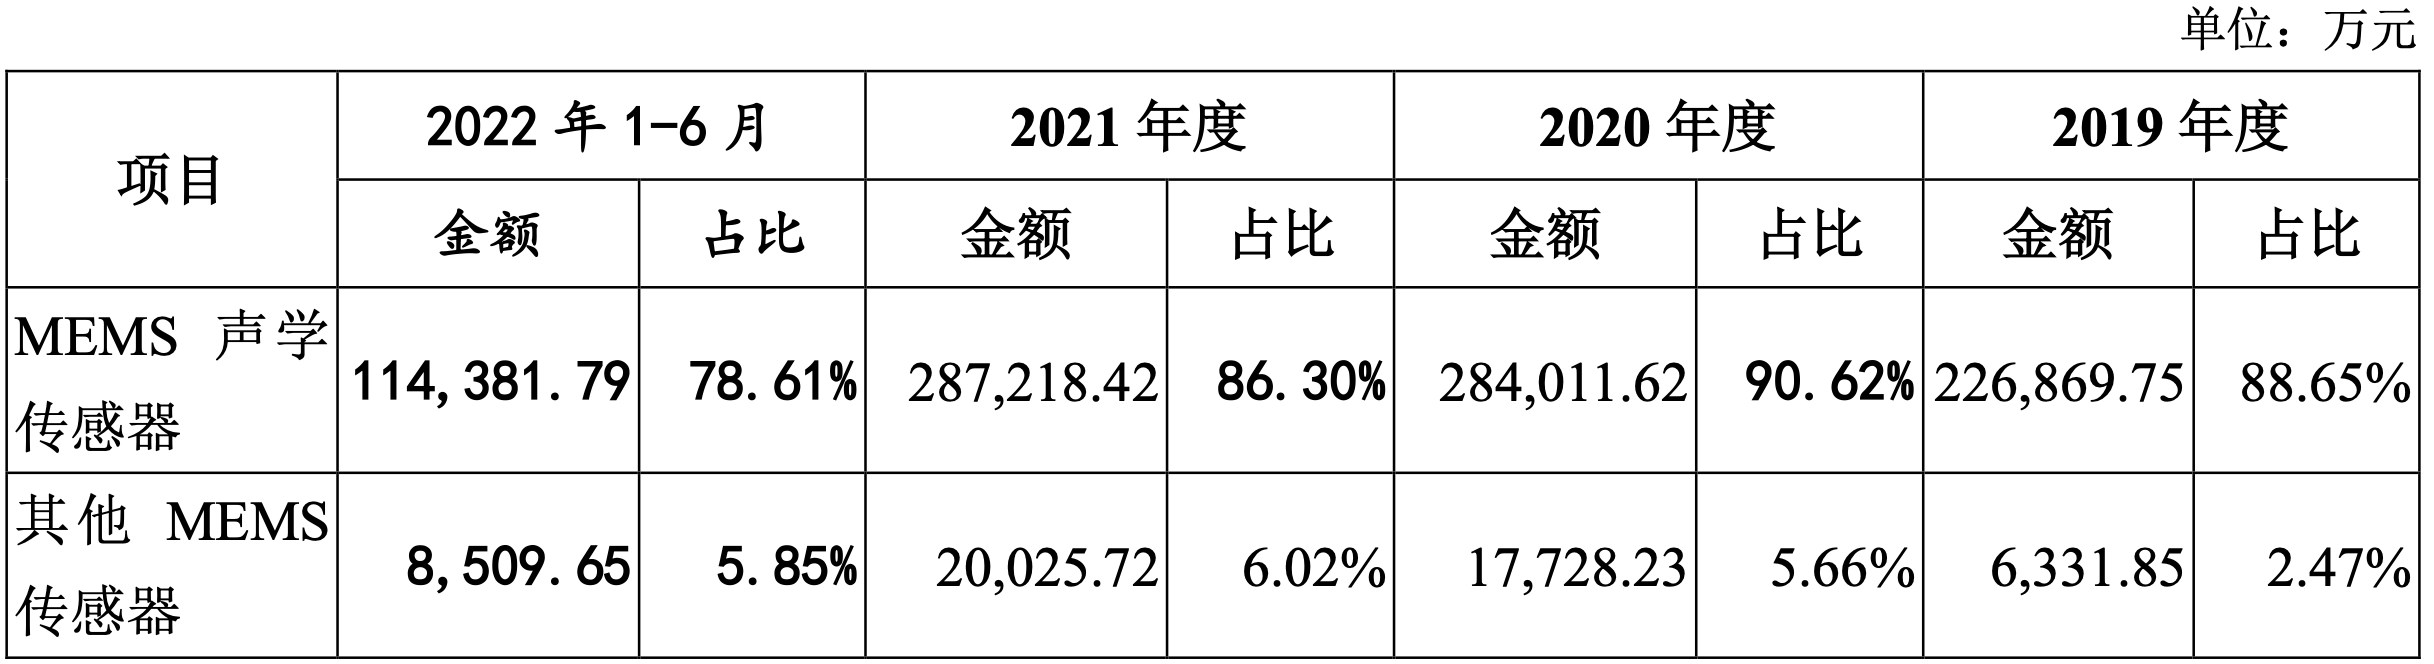 单位：万元
项目 2022 年 1-6 月 2021 年度 2020 年度 2019 年度
金额 占比 金额 占比 金额 占比 金额 占比
MEMS 声学
传感器 114,381.79 78.61% 287,218.42 86.30% 284,011.62 90.62% 226,869.75 88.65%
其他 MEMS
传感器 8,509.65 5.85% 20,025.72 6.02% 17,728.23 5.66% 6,331.85 2.47%